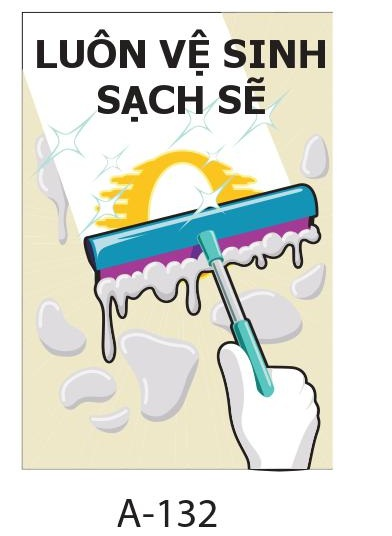 LUÔN VỆ SINH
SẠCH SẼ
A-132